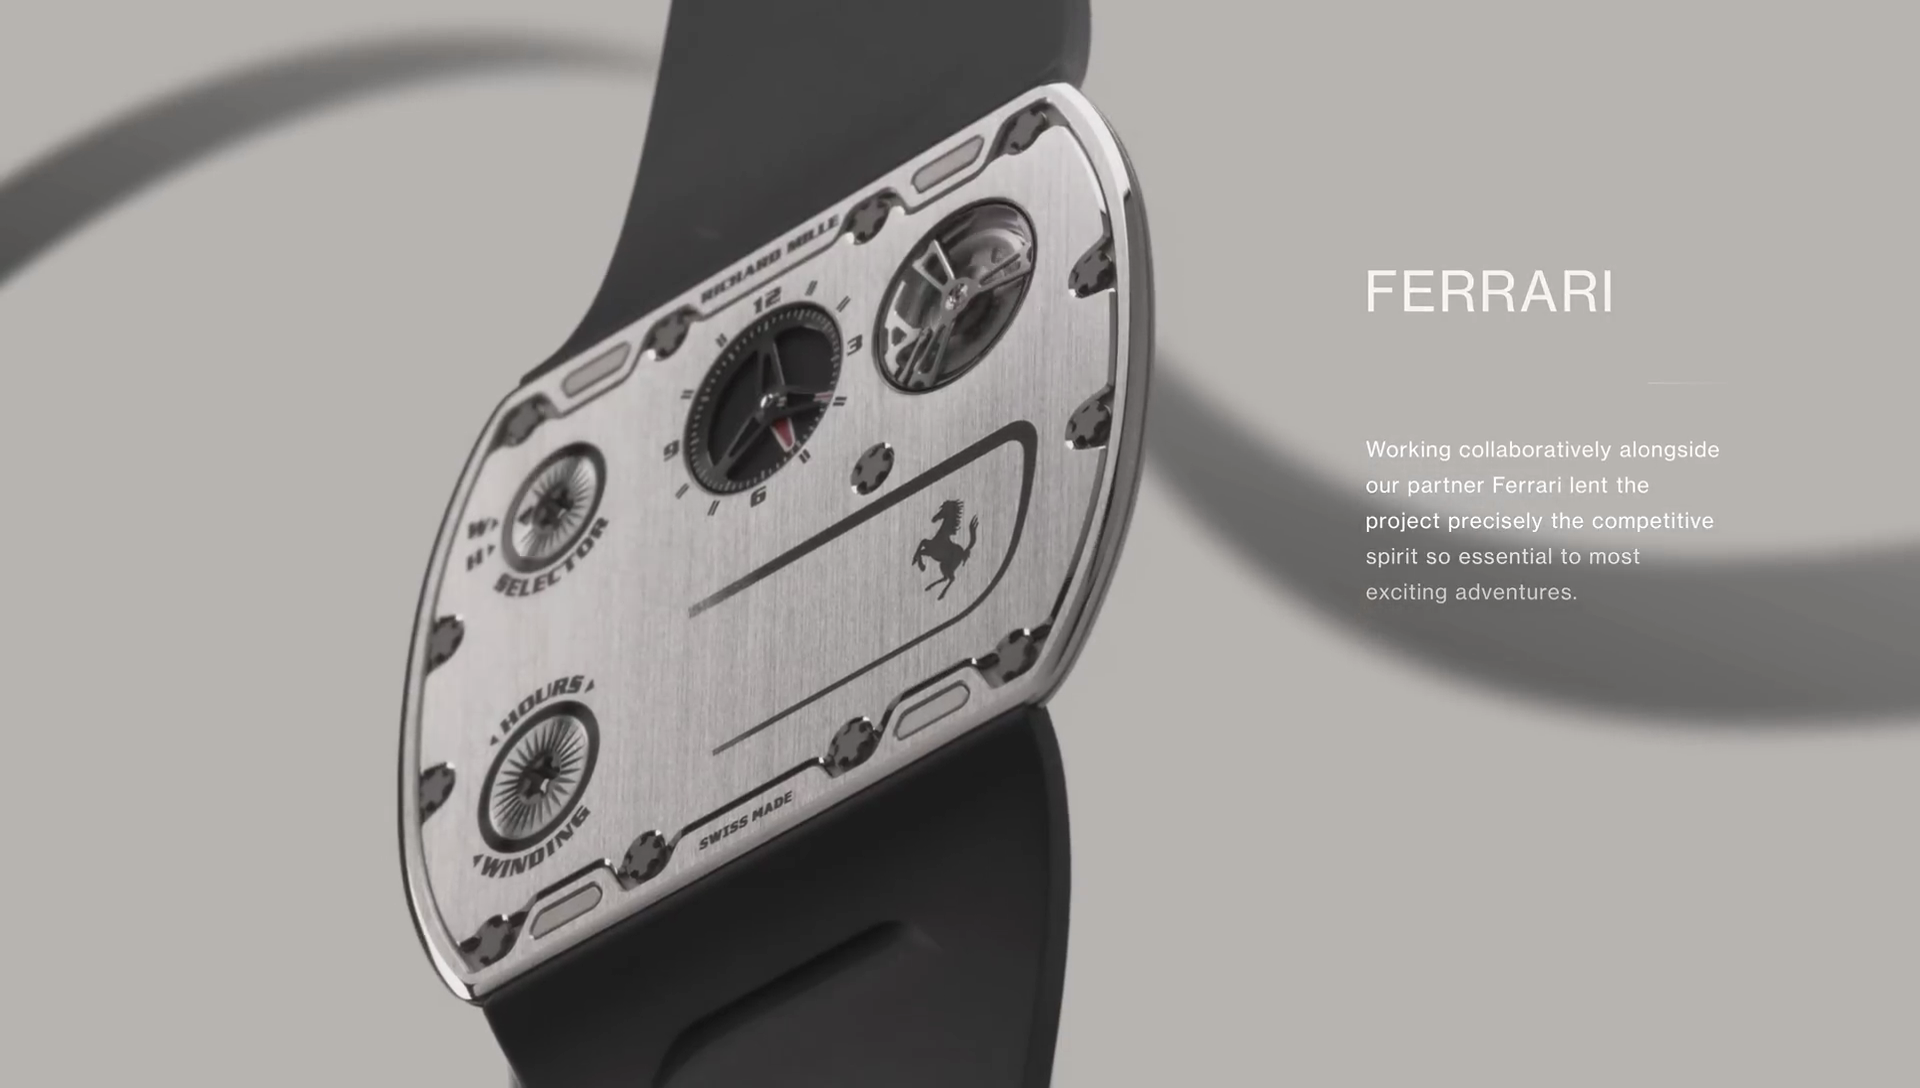 RICHARD MILLE
12
3
9
6
W
H
SELECTOR
HOURS
WINDING
SWISS MADE
FERRARI
Working collaboratively alongside
our partner Ferrari lent the
project precisely the competitive
spirit so essential to most
exciting adventures.